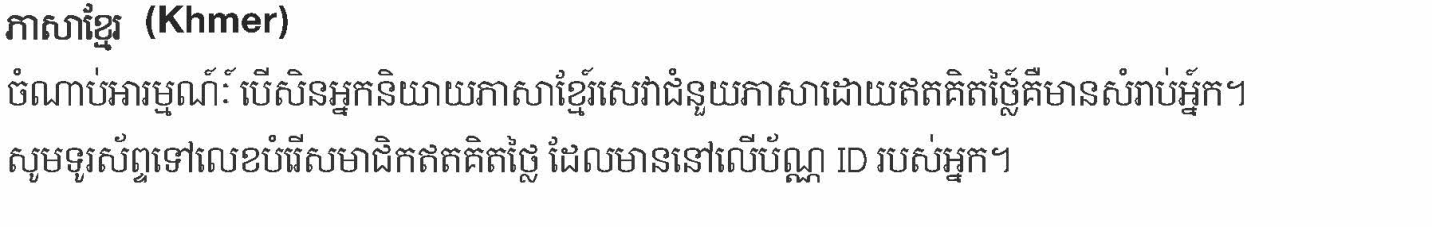 ភាសាខ្មែរ (Khmer)
ចំណាប់អារម្មណ៍ៈ៍ បើសិនអ្នកនិយាយភាសាខ្មែរ៍សេវាជំនួយភាសាដោយឥតគិតថ្លៃ៍គឺមានសំរាប់អ្ន៍ក។
សូមទូរស័ព្ទទៅលេខបំរើសមាជិកឥតគិតថ្លៃ ដែលមាននៅលើប័ណ្ណ ID របស់អ្នក។